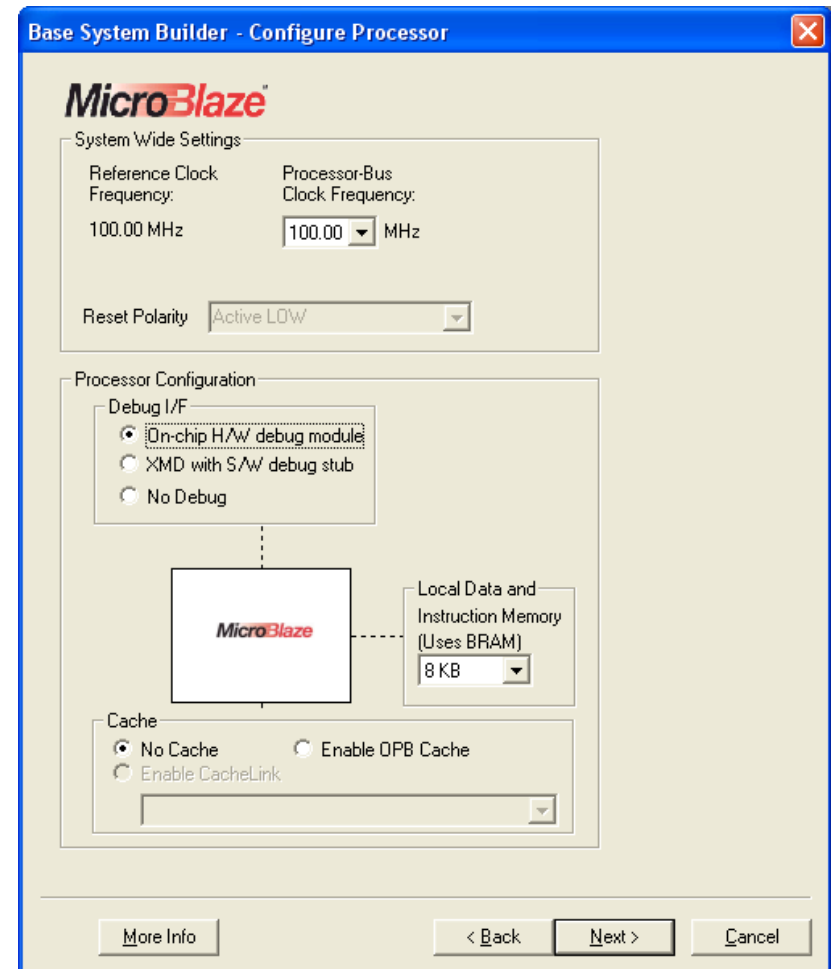 Base System Builder - Configure Processor
MicroBlaze
System Wide Settings
Reference Clock
Frequency:
Processor-Bus
Clock Frequency:
100.00 MHz
100.00 MHz
Reset Polarity Active LOW
Processor Configuration
Debug I/F
On-chip H/W debug module
XMD with S/W debug stub
No Debug
MicroBlaze
Local Data and
Instruction Memory
(Uses BRAM)
8 KB
Cache
No Cache
Enable OPB Cache
Enable CacheLink
More Info
< Back
Next >
Cancel